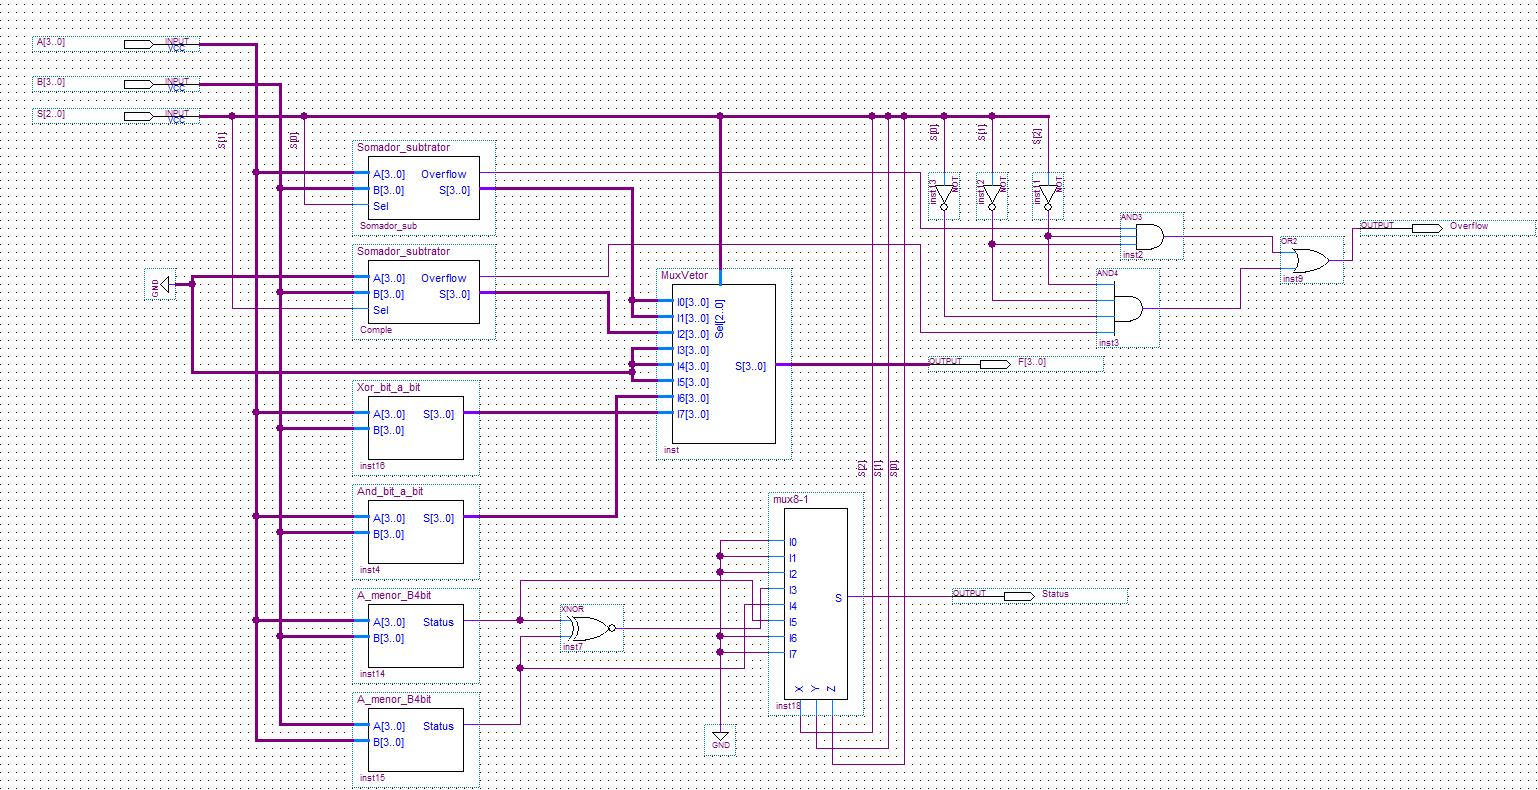 A[3..0]
INPUT
VCC
B[3..0]
INPUT
VCC
S[2..0]
INPUT
VCC
S[1]
S[0]
S[0]
S[1]
S[2]
Somador_subtrator
A[3..0]
Overflow
B[3..0]
S[3..0]
Sel
Somador_sub
inst13
NOT
inst12
NOT
inst11
NOT
AND3
inst2
OUTPUT
Overflow
OR2
inst9
Somador_subtrator
A[3..0]
Overflow
B[3..0]
S[3..0]
Sel
Comple
GND
AND4
inst3
MuxVetor
Sel[2..0]
I0[3..0]
I1[3..0]
I2[3..0]
I3[3..0]
I4[3..0]
I5[3..0]
I6[3..0]
I7[3..0]
S[3..0]
inst
OUTPUT
F[3..0]
Xor_bit_a_bit
A[3..0]
S[3..0]
B[3..0]
inst16
S[2]
S[1]
S[0]
And_bit_a_bit
A[3..0]
S[3..0]
B[3..0]
inst4
mux8-1
I0
I1
I2
I3
I4
I5
I6
I7
S
X
Y
Z
inst18
OUTPUT
Status
A_menor_B4bit
A[3..0]
Status
B[3..0]
inst14
XNOR
inst7
A_menor_B4bit
A[3..0]
Status
B[3..0]
inst15
GND